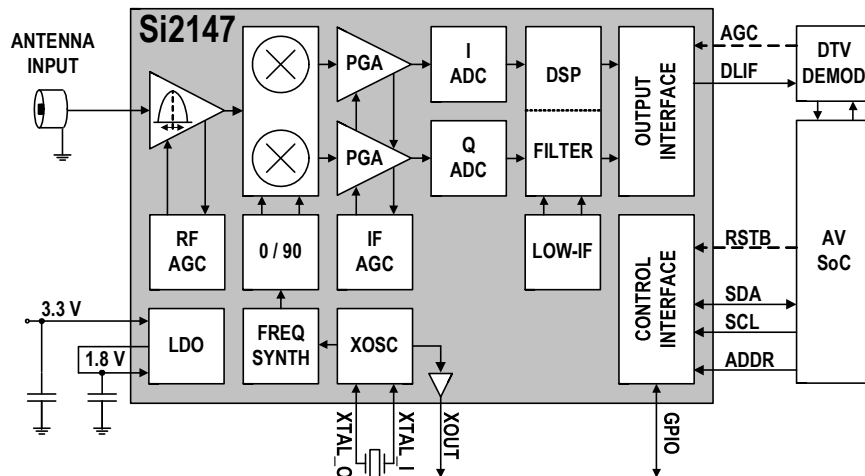 Si2147
ANTENNA
INPUT
PGA
PGA
I
ADC
Q
ADC
DSP
FILTER
OUTPUT
INTERFACE
AGC
DLIF
DTV
DEMOD
RF
AGC
0 / 90
IF
AGC
LOW-IF
CONTROL
INTERFACE
RSTB
SDA
SCL
ADDR
AV
SoC
3.3 V
1.8 V
LDO
FREQ
SYNTH
XOSC
XTAL_O
XTAL_I
XOUT
GPIO